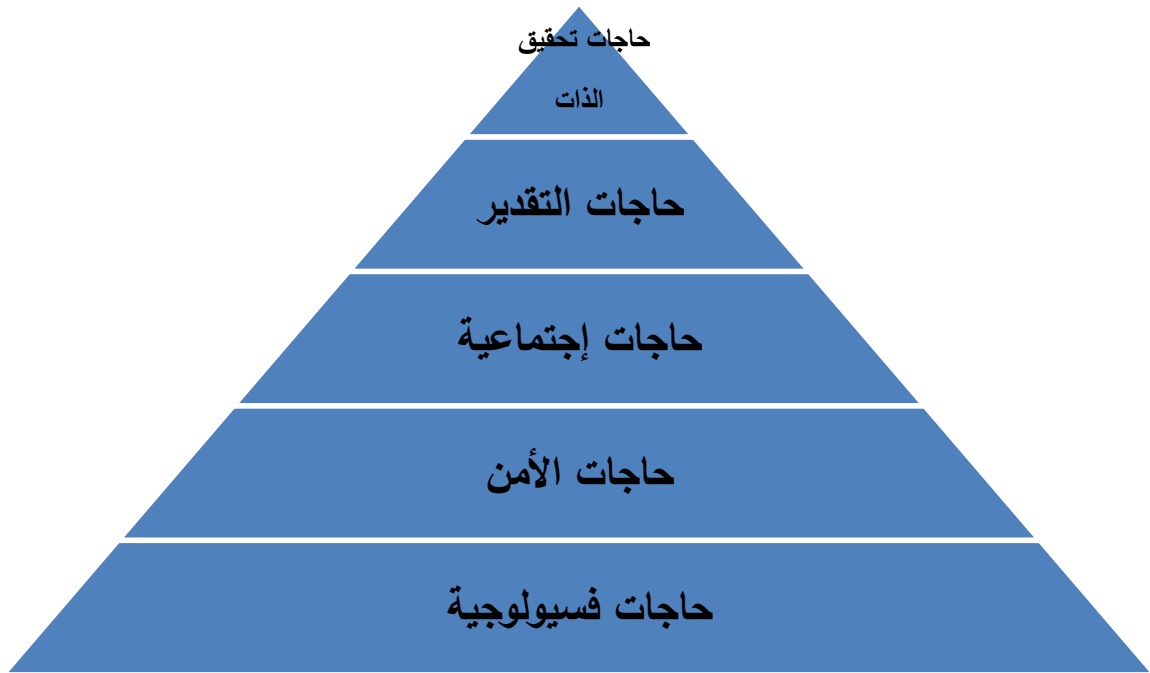 حاجات تحقيق
الذات
حاجات التقدير
حاجات إجتماعية
حاجات الأمن
حاجات فسيولوجية